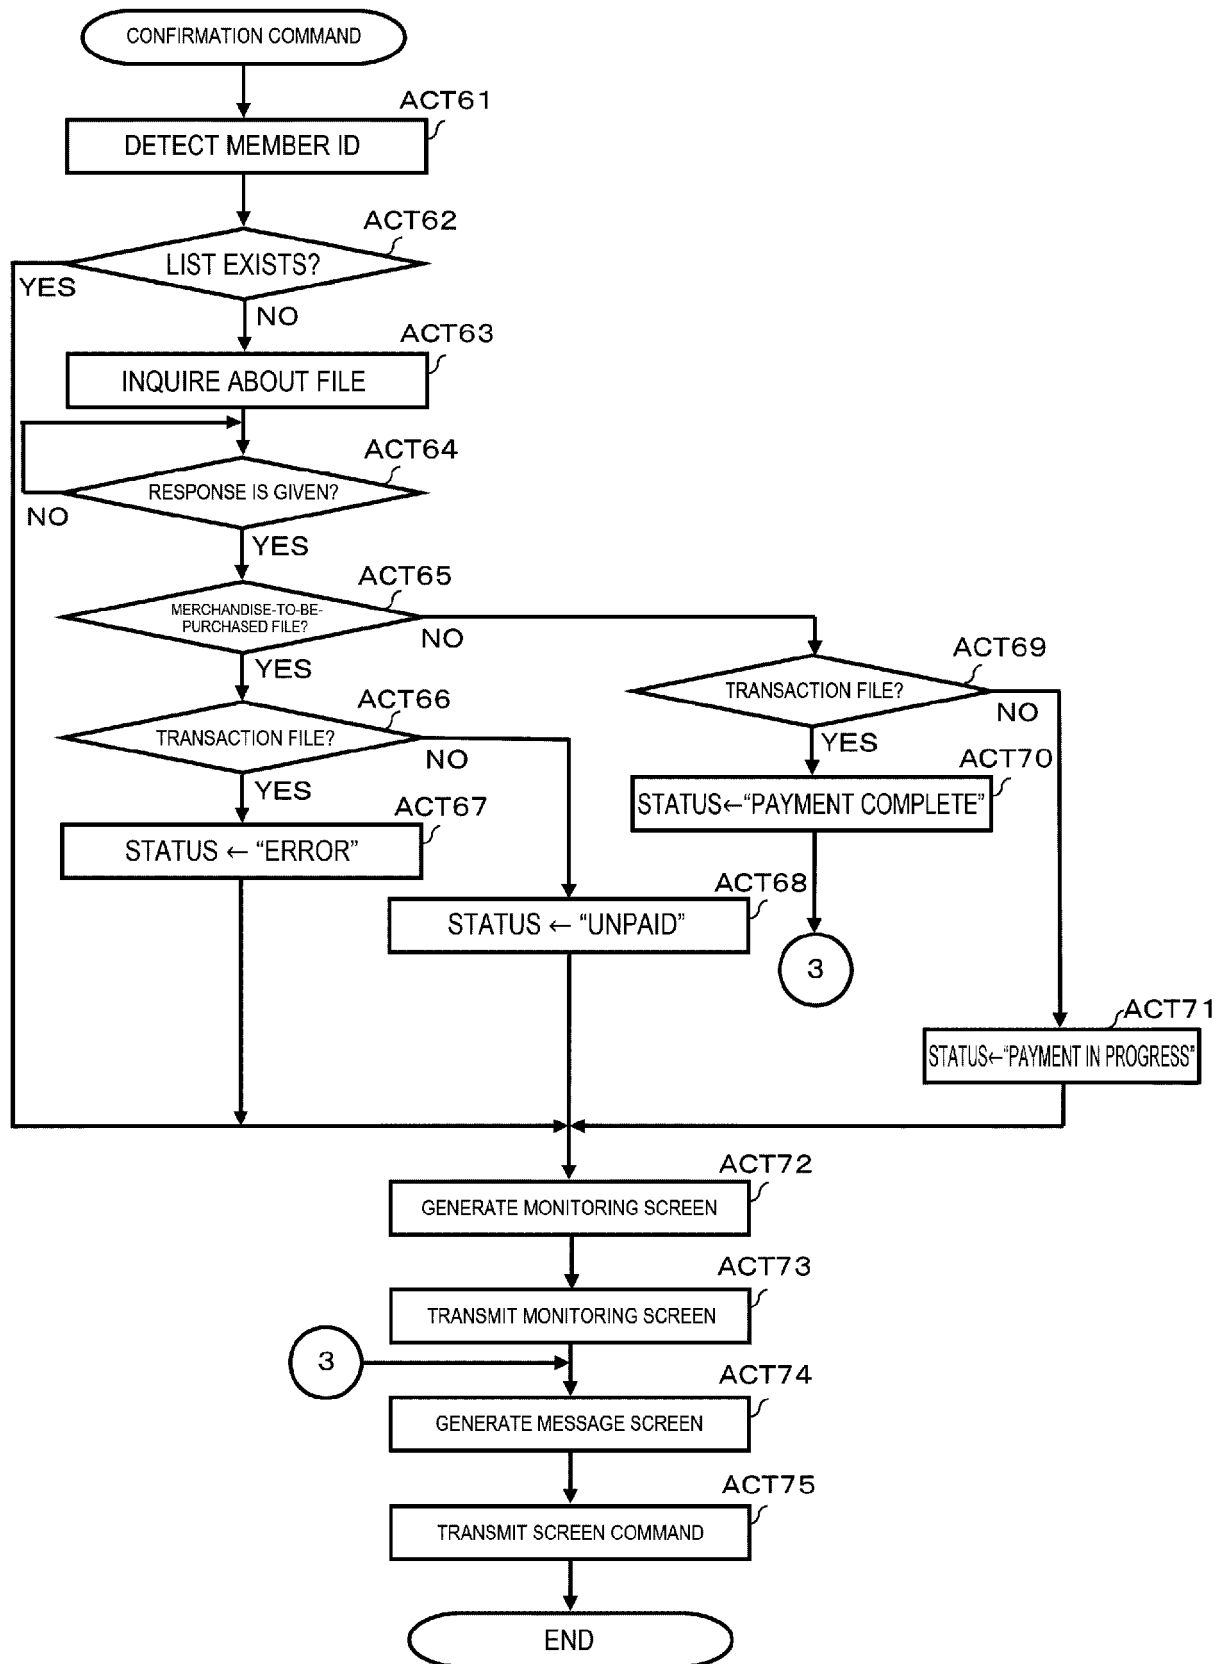 CONFIRMATION COMMAND
ACT61
DETECT MEMBER ID
ACT62
LIST EXISTS?
YES
NO
ACT63
INQUIRE ABOUT FILE
ACT64
RESPONSE IS GIVEN?
NO
YES
ACT65
MERCHANDISE-TO-BE-
PURCHASED FILE?
NO
YES
ACT66
TRANSACTION FILE?
NO
YES
ACT67
STATUS ← “ERROR”
ACT68
STATUS ← “UNPAID”
ACT69
TRANSACTION FILE?
NO
YES
ACT70
STATUS←“PAYMENT COMPLETE”
3
ACT71
STATUS←“PAYMENT IN PROGRESS”
ACT72
GENERATE MONITORING SCREEN
ACT73
TRANSMIT MONITORING SCREEN
3
ACT74
GENERATE MESSAGE SCREEN
ACT75
TRANSMIT SCREEN COMMAND
END